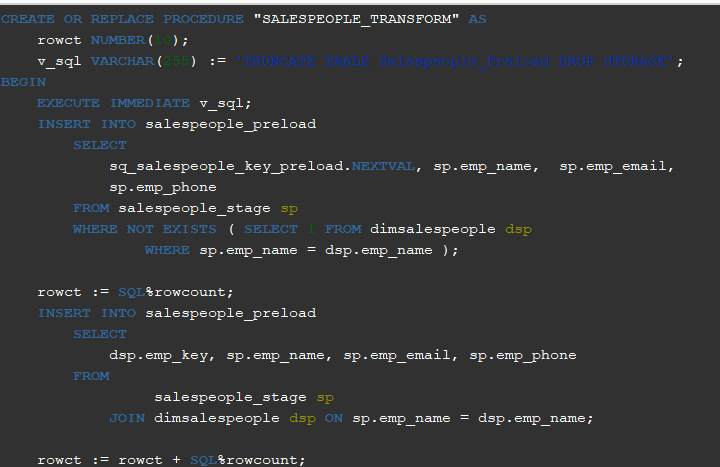 CREATE OR REPLACE PROCEDURE "SALESPEOPLE_TRANSFORM" AS
    rowct NUMBER(10);
    v_sql VARCHAR(255) := 'TRUNCATE TABLE Salespeople_Preload DROP STORAGE';
BEGIN
    EXECUTE IMMEDIATE v_sql;
    INSERT INTO salespeople_preload
        SELECT
            sq_salespeople_key_preload.NEXTVAL, sp.emp_name,  sp.emp_email,
            sp.emp_phone
        FROM salespeople_stage sp
        WHERE NOT EXISTS ( SELECT 1 FROM dimsalespeople dsp
                WHERE sp.emp_name = dsp.emp_name );
    rowct := SQL%rowcount;
    INSERT INTO salespeople_preload
        SELECT
            dsp.emp_key, sp.emp_name, sp.emp_email, sp.emp_phone
        FROM
                 salespeople_stage sp
            JOIN dimsalespeople dsp ON sp.emp_name = dsp.emp_name;
    rowct := rowct + SQL%rowcount;